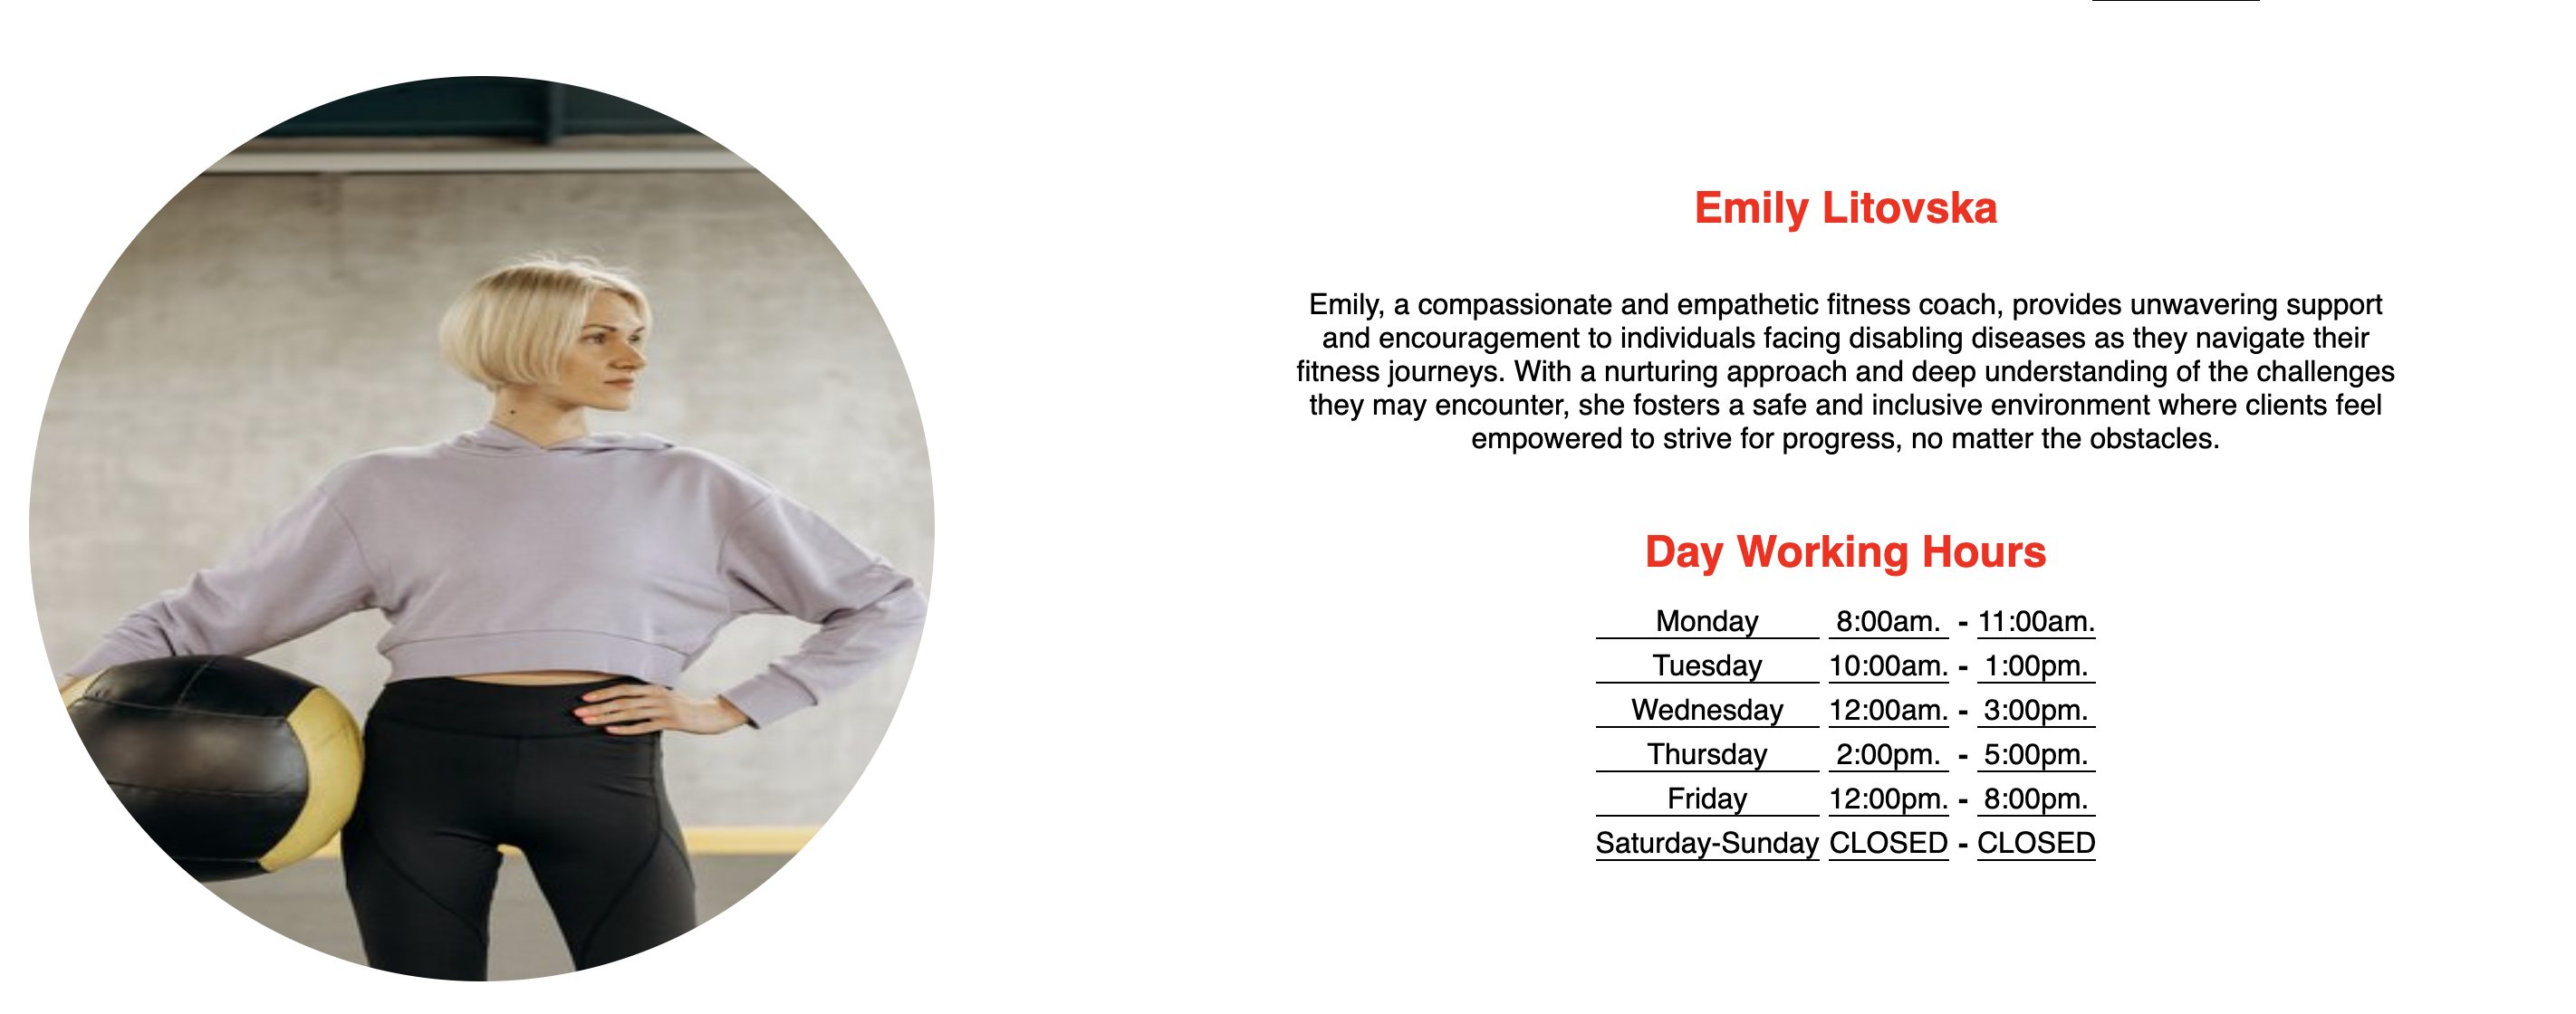 Emily Litovska
Emily, a compassionate and empathetic fitness coach, provides unwavering support
and encouragement to individuals facing disabling diseases as they navigate their
fitness journeys. With a nurturing approach and deep understanding of the challenges
they may encounter, she fosters a safe and inclusive environment where clients feel
empowered to strive for progress, no matter the obstacles.
Day Working Hours
Monday 8:00am. - 11:00am.
Tuesday 10:00am. - 1:00pm.
Wednesday 12:00am. - 3:00pm.
Thursday 2:00pm. - 5:00pm.
Friday 12:00pm. - 8:00pm.
Saturday-Sunday CLOSED - CLOSED